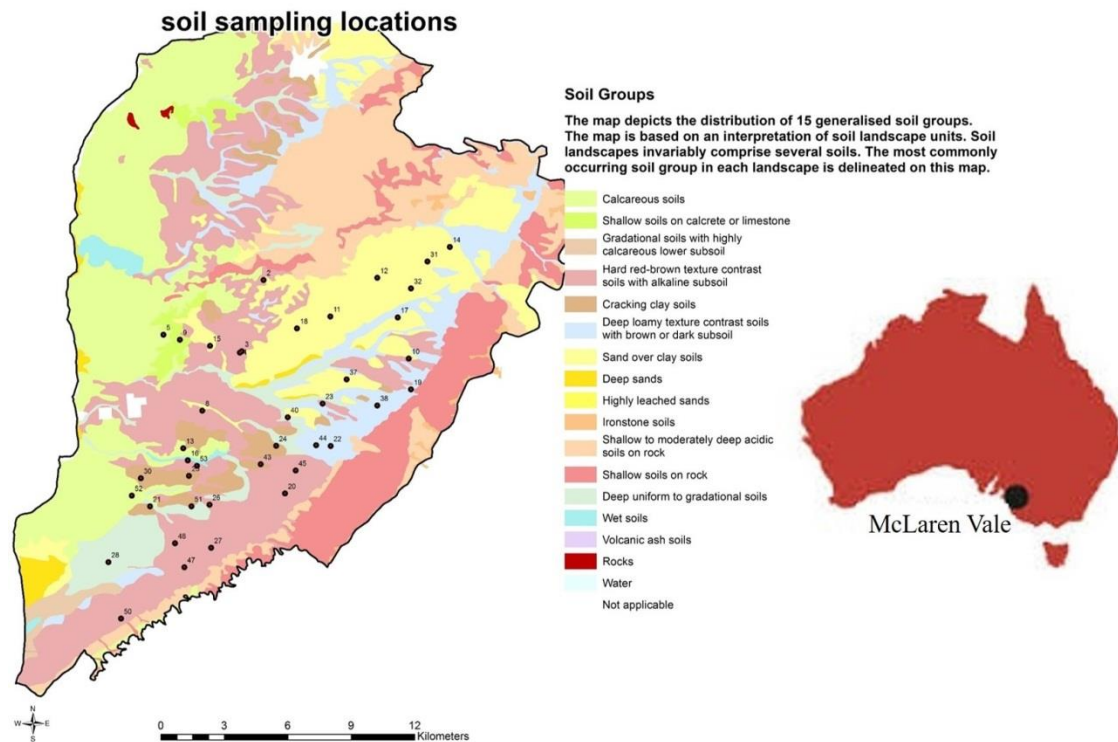 soil sampling locations
Soil Groups
The map depicts the distribution of 15 generalised soil groups.
The map is based on an interpretation of soil landscape units. Soil
landscapes invariably comprise several soils. The most commonly
occurring soil group in each landscape is delineated on this map.
Calcareous soils
Shallow soils on calcrete or limestone
Gradational soils with highly
calcareous lower subsoil
Hard red-brown texture contrast
soils with alkaline subsoil
Cracking clay soils
Deep loamy texture contrast soils
with brown or dark subsoil
Sand over clay soils
Deep sands
Highly leached sands
Ironstone soils
Shallow to moderately deep acidic
soils on rock
Shallow soils on rock
Deep uniform to gradational soils
Wet soils
Volcanic ash soils
Rocks
Water
Not applicable
14
31
12
2
32
11
17
18
5
9
15
3
10
37
19
6
23
38
40
13
24
44
22
16
53
43
45
30
52
20
21
51
26
48
27
28
47
50
McLaren Vale
N
W E
S
0 3 6 9 12
Kilometers